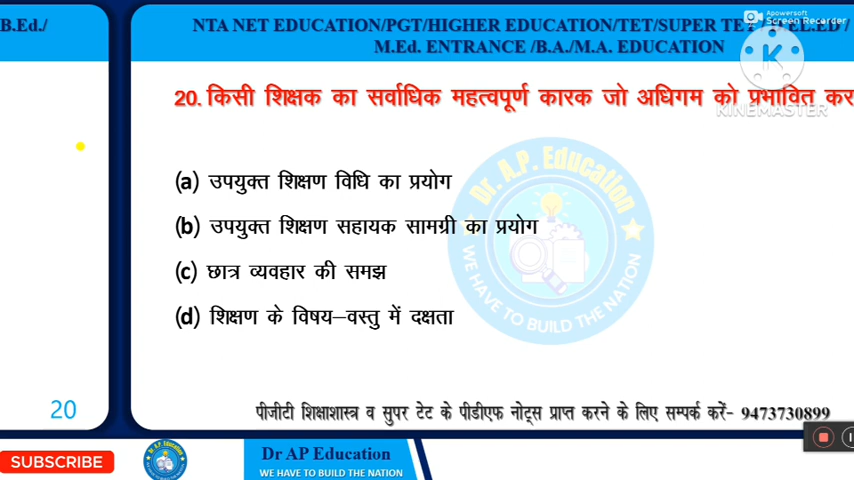 B.Ed./
NTA NET EDUCATION/PGT/HIGHER EDUCATION/TET/SUPER TET
M.Ed. ENTRANCE /B.A./M.A. EDUCATION
Apowersoft
Screen Recorder
KINEMASTER
20. किसी शिक्षक का सर्वाधिक महत्वपूर्ण कारक जो अधिगम को प्रभावित कर
(a) उपयुक्त शिक्षण विधि का प्रयोग
(b) उपयुक्त शिक्षण सहायक सामग्री का प्रयोग
(c) छात्र व्यवहार की समझ
(d) शिक्षण के विषय–वस्तु में दक्षता
Dr. A.P. Education
WE HAVE TO BUILD THE NATION
20
पीजीटी शिक्षाशास्त्र व सुपर टेट के पीडीएफ नोट्स प्राप्त करने के लिए सम्पर्क करें- 9473730899
SUBSCRIBE
Dr AP Education
WE HAVE TO BUILD THE NATION